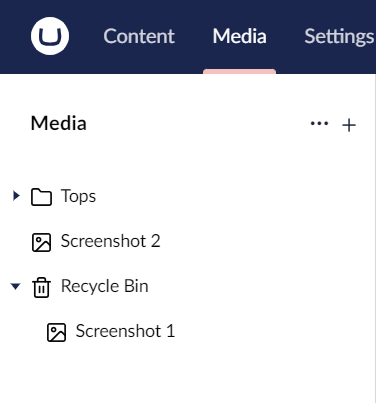 Content Media Settings
Media
Tops
Screenshot 2
Recycle Bin
Screenshot 1